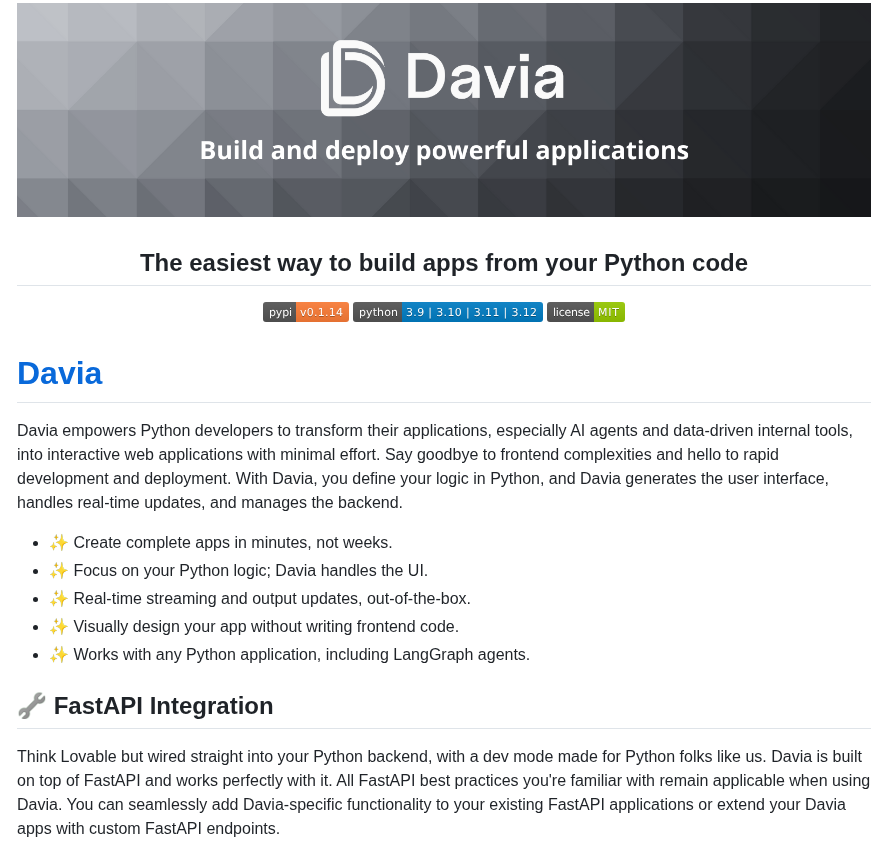 Davia
Build and deploy powerful applications
The easiest way to build apps from your Python code
pypi v0.1.14 python 3.9 | 3.10 | 3.11 | 3.12 license MIT
Davia
Davia empowers Python developers to transform their applications, especially AI agents and data-driven internal tools,
into interactive web applications with minimal effort. Say goodbye to frontend complexities and hello to rapid
development and deployment. With Davia, you define your logic in Python, and Davia generates the user interface,
handles real-time updates, and manages the backend.
• ✨ Create complete apps in minutes, not weeks.
• ✨ Focus on your Python logic; Davia handles the UI.
• ✨ Real-time streaming and output updates, out-of-the-box.
• ✨ Visually design your app without writing frontend code.
• ✨ Works with any Python application, including LangGraph agents.
🔧 FastAPI Integration
Think Lovable but wired straight into your Python backend, with a dev mode made for Python folks like us. Davia is built
on top of FastAPI and works perfectly with it. All FastAPI best practices you're familiar with remain applicable when using
Davia. You can seamlessly add Davia-specific functionality to your existing FastAPI applications or extend your Davia
apps with custom FastAPI endpoints.